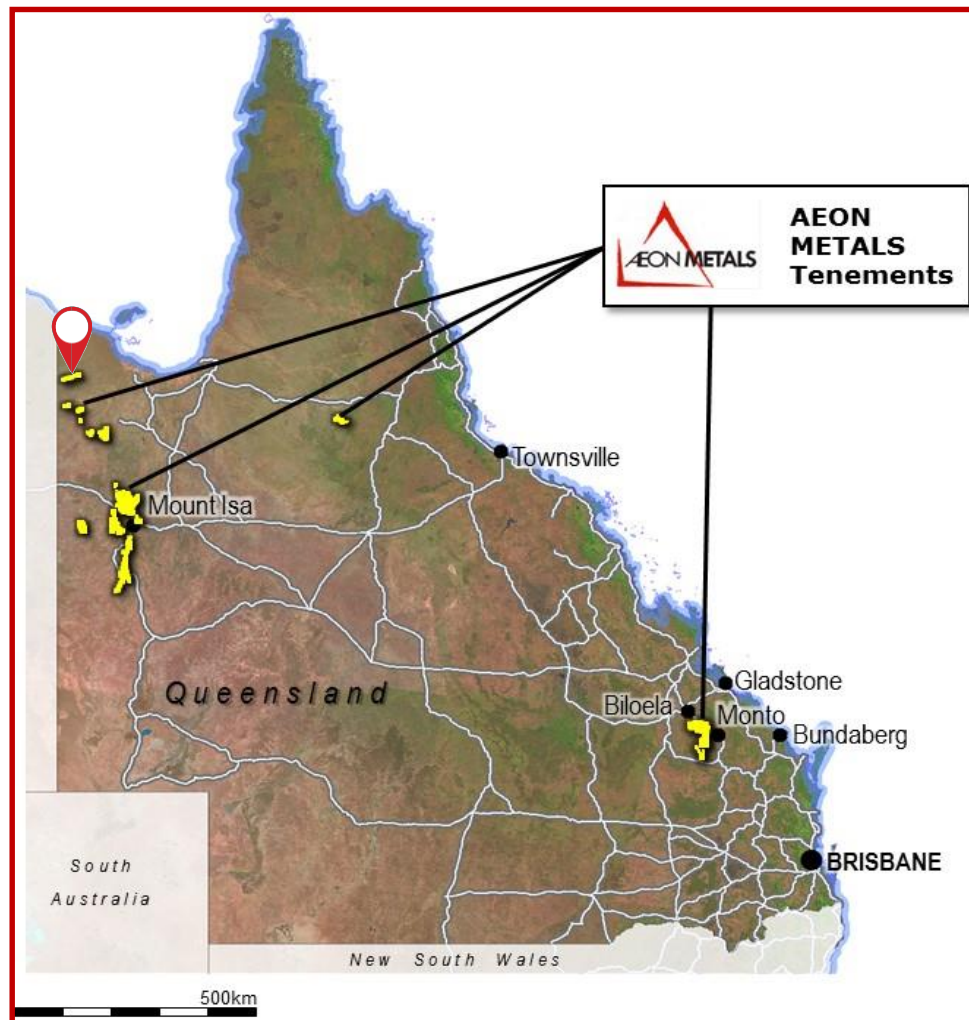 AEON METALS
AEON
METALS
Tenements
Townsville
Mount Isa
Queensland
Gladstone
Biloela
Monto
Bundaberg
BRISBANE
South
Australia
New South Wales
500km